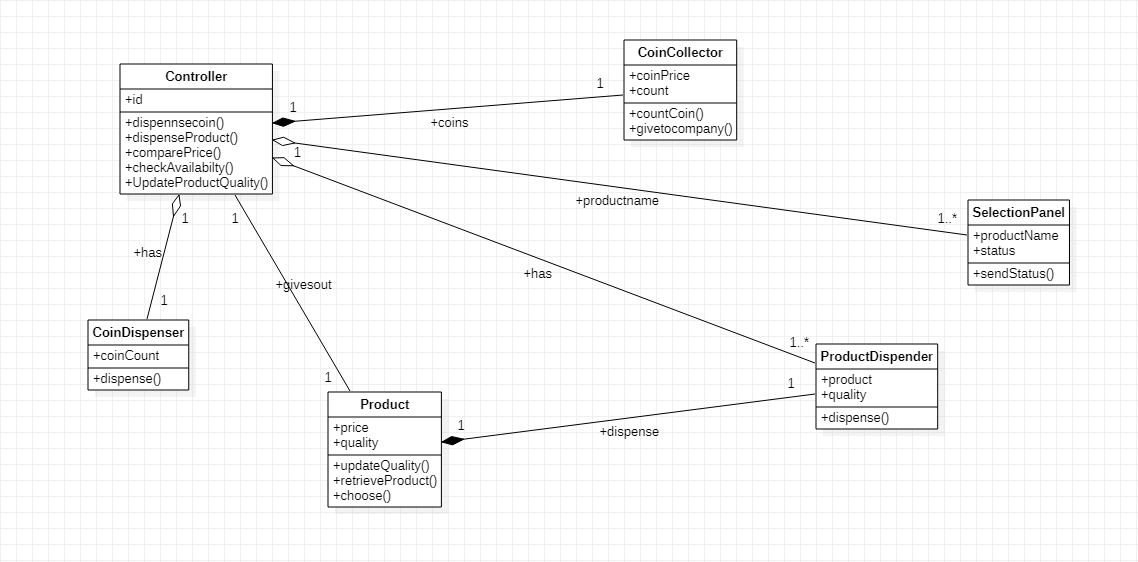 Controller
+id
+dispennsecoin()
+dispenseProduct()
+comparePrice()
+checkAvailabilty()
+UpdateProductQuality()
CoinCollector
+coinPrice
+count
+countCoin()
+givetocompany()
1
1
+coins
1
+productname
1..*
SelectionPanel
+productName
+status
+sendStatus()
1
+has
1
1
+givesout
1
+has
1..*
CoinDispenser
+coinCount
+dispense()
Product
+price
+quality
+updateQuality()
+retrieveProduct()
+choose()
1
+dispense
1
ProductDispender
+product
+quality
+dispense()